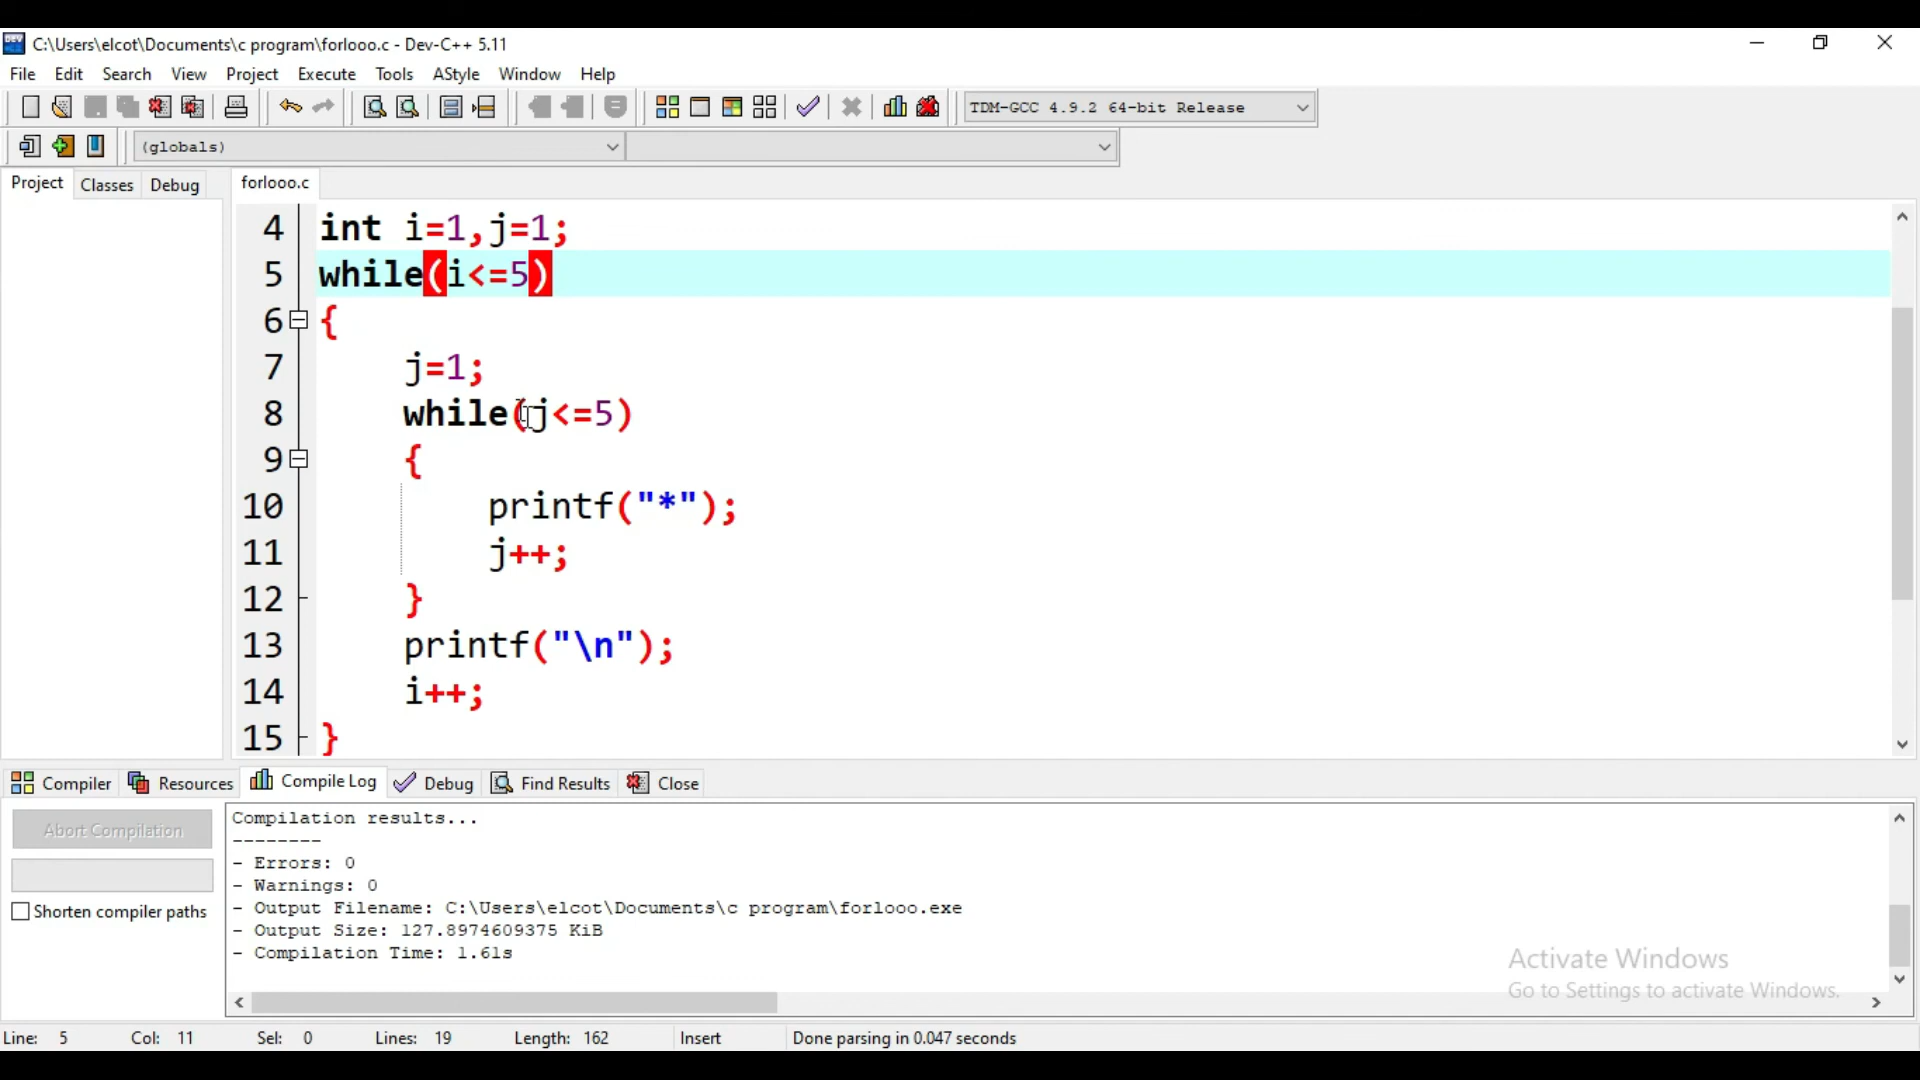 C:\Users\elcot\Documents\c program\forlooo.c - Dev-C++ 5.11
File Edit Search View Project Execute Tools AStyle Window Help
TDM-GCC 4.9.2 64-bit Release
(globals)
Project Classes Debug
forlooo.c
4 int i=1,j=1;
5 while(i<=5)
6 {
7 j=1;
8 while(j<=5)
9 {
10 printf("*");
11 j++;
12 }
13 printf("\n");
14 i++;
15 }
Compiler Resources Compile Log Debug Find Results Close
Abort Compilation
Shorten compiler paths
Compilation results...
--------
- Errors: 0
- Warnings: 0
- Output Filename: C:\Users\elcot\Documents\c program\forlooo.exe
- Output Size: 127.8974609375 KiB
- Compilation Time: 1.61s
Activate Windows
Go to Settings to activate Windows.
Line: 5 Col: 11 Sel: 0 Lines: 19 Length: 162 Insert Done parsing in 0.047 seconds